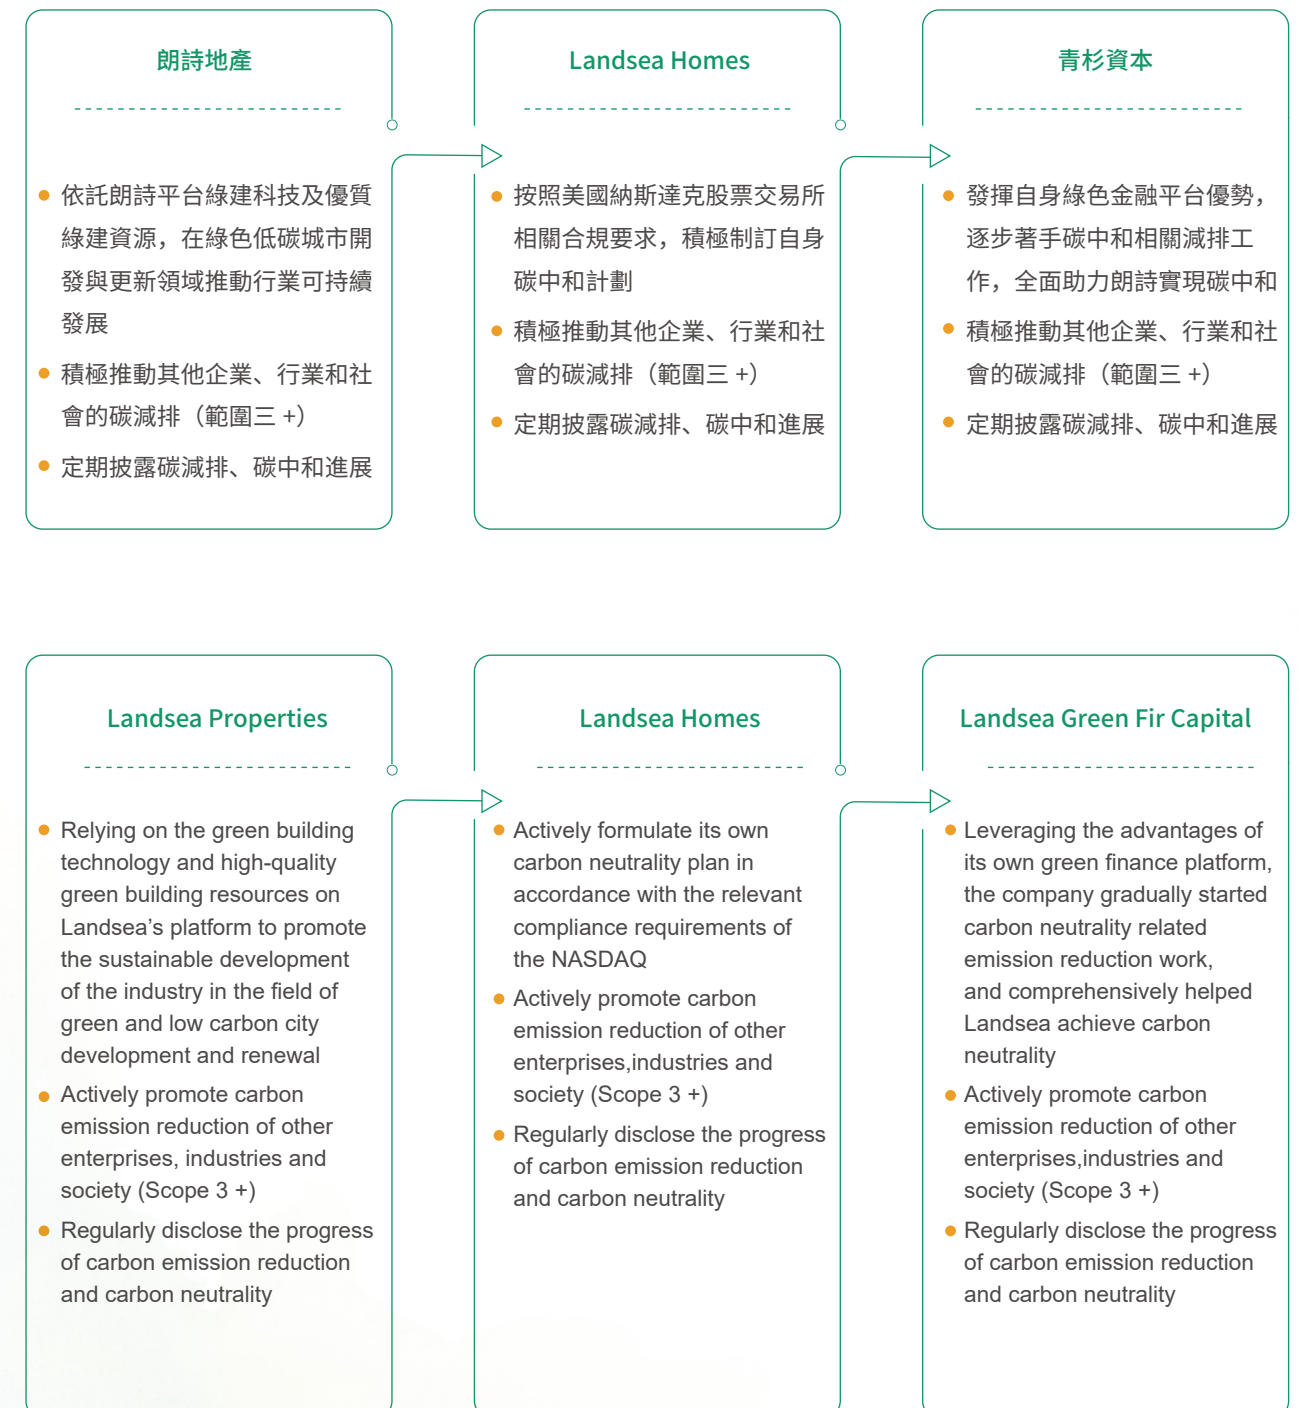 朗詩地產
依託朗詩平台綠建科技及優質
綠建資源，在綠色低碳城市開
發與更新領域推動行業可持續
發展
積極推動其他企業、行業和社
會的碳減排（範圍三 +）
定期披露碳減排、碳中和進展
Landsea Homes
按照美國納斯達克股票交易所
相關合規要求，積極制訂自身
碳中和計劃
積極推動其他企業、行業和社
會的碳減排（範圍三 +）
定期披露碳減排、碳中和進展
青杉資本
發揮自身綠色金融平台優勢，
逐步著手碳中和相關減排工
作，全面助力朗詩實現碳中和
積極推動其他企業、行業和社
會的碳減排（範圍三 +）
定期披露碳減排、碳中和進展
Landsea Properties
Relying on the green building
technology and high-quality
green building resources on
Landsea’s platform to promote
the sustainable development
of the industry in the field of
green and low carbon city
development and renewal
Actively promote carbon
emission reduction of other
enterprises, industries and
society (Scope 3 +)
Regularly disclose the progress
of carbon emission reduction
and carbon neutrality
Landsea Homes
Actively formulate its own
carbon neutrality plan in
accordance with the relevant
compliance requirements of
the NASDAQ
Actively promote carbon
emission reduction of other
enterprises,industries and
society (Scope 3 +)
Regularly disclose the progress
of carbon emission reduction
and carbon neutrality
Landsea Green Fir Capital
Leveraging the advantages of
its own green finance platform,
the company gradually started
carbon neutrality related
emission reduction work,
and comprehensively helped
Landsea achieve carbon
neutrality
Actively promote carbon
emission reduction of other
enterprises,industries and
society (Scope 3 +)
Regularly disclose the progress
of carbon emission reduction
and carbon neutrality